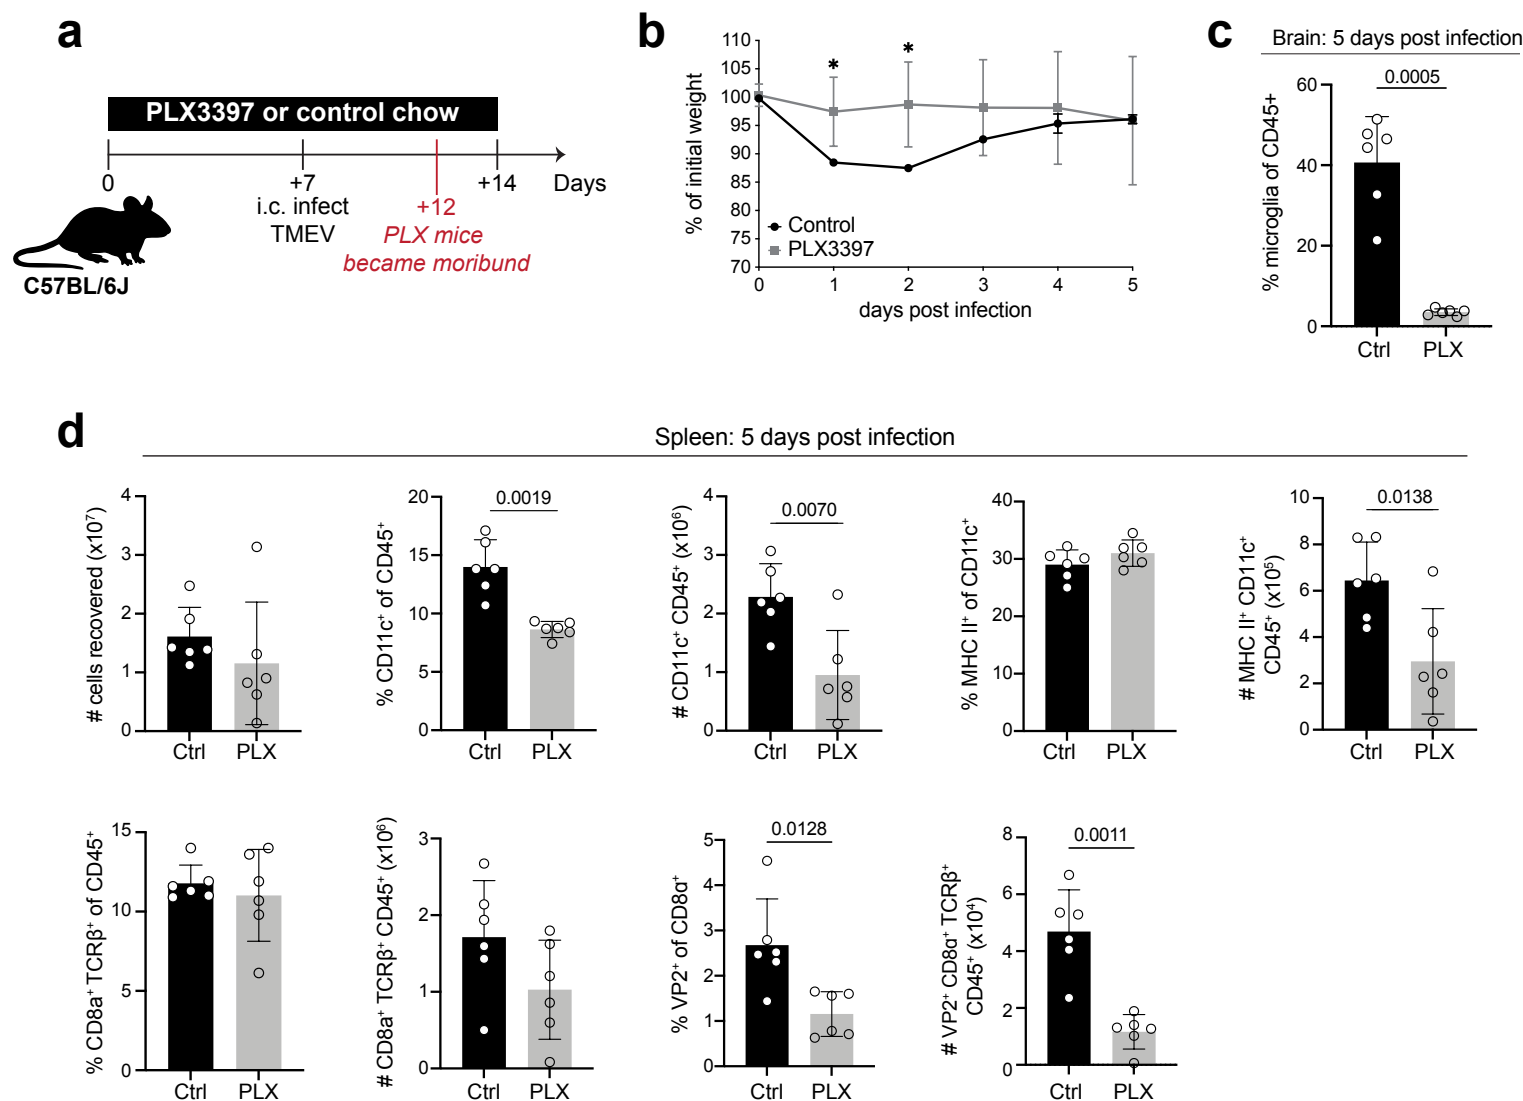 a
PLX3397 or control chow
0
+7
+14
Days
i.c. infect
TMEV
+12
PLX mice
became moribund
C57BL/6J
b
% of initial weight
110
105
100
95
90
85
80
75
70
* *
Control
PLX3397
0 1 2 3 4 5
days post infection
c
Brain: 5 days post infection
% microglia of CD45+
0.0005
60
40
20
0
Ctrl PLX
d
Spleen: 5 days post infection
# cells recovered (x10⁷)
4
3
2
1
0
Ctrl PLX
% CD11c⁺ of CD45⁺
0.0019
20
15
10
5
0
Ctrl PLX
# CD11c⁺ CD45⁺ (x10⁶)
0.0070
4
3
2
1
0
Ctrl PLX
% MHC II⁺ of CD11c⁺
40
30
20
10
0
Ctrl PLX
# MHC II⁺ CD11c⁺
CD45⁺ (x10⁵)
0.0138
10
8
6
4
2
0
Ctrl PLX
% CD8a⁺ TCRβ⁺ of CD45⁺
15
10
5
0
Ctrl PLX
# CD8a⁺ TCRβ⁺ CD45⁺ (x10⁶)
3
2
1
0
Ctrl PLX
% VP2⁺ of CD8α⁺
0.0128
5
4
3
2
1
0
Ctrl PLX
# VP2⁺ CD8α⁺ TCRβ⁺
CD45⁺ (x10⁴)
0.0011
8
6
4
2
0
Ctrl PLX